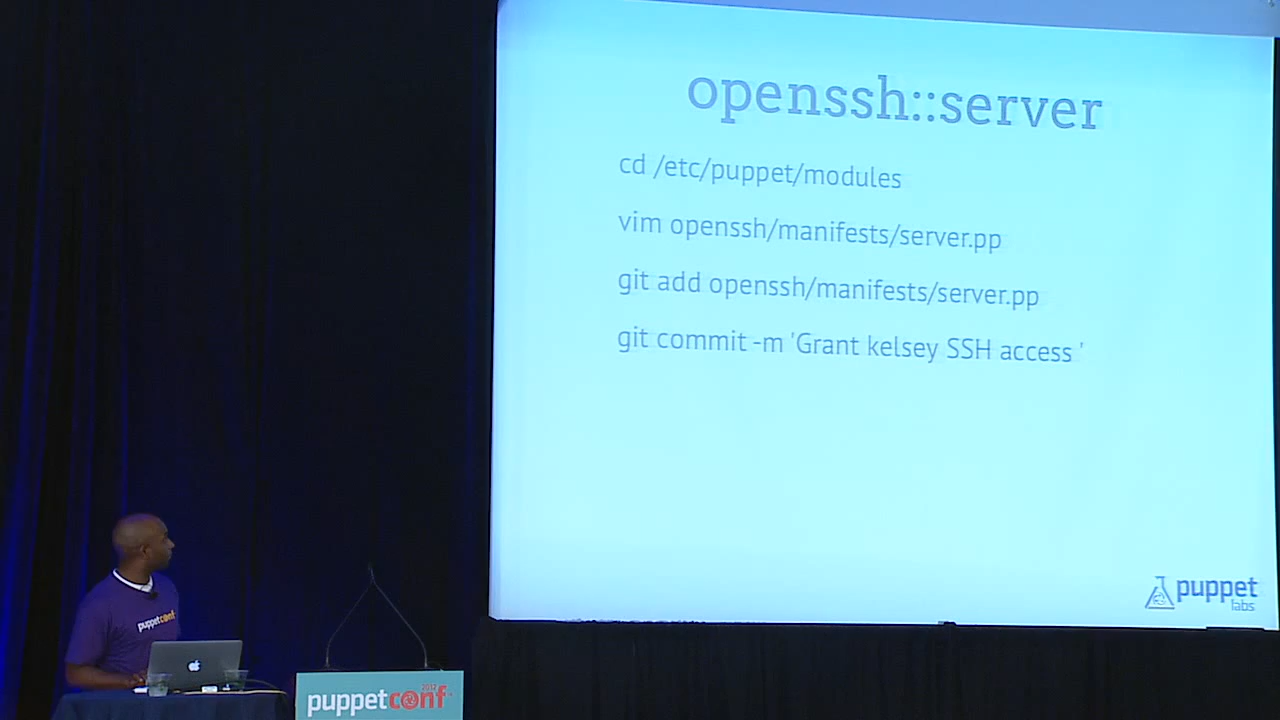 openssh::server
cd /etc/puppet/modules
vim openssh/manifests/server.pp
git add openssh/manifests/server.pp
git commit -m 'Grant kelsey SSH access '
puppet
labs
puppetconf
2012
puppetconf